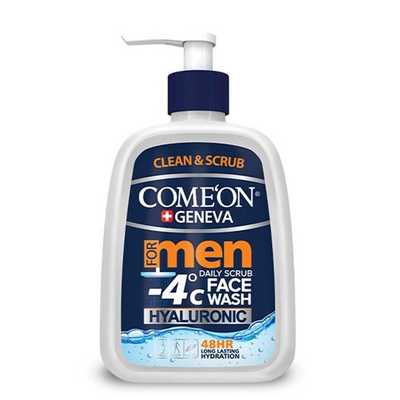 CLEAN & SCRUB
COME'ON®
GENEVA
FOR men
DAILY SCRUB
-4°c FACE
WASH
HYALURONIC
48HR
LONG LASTING
HYDRATION